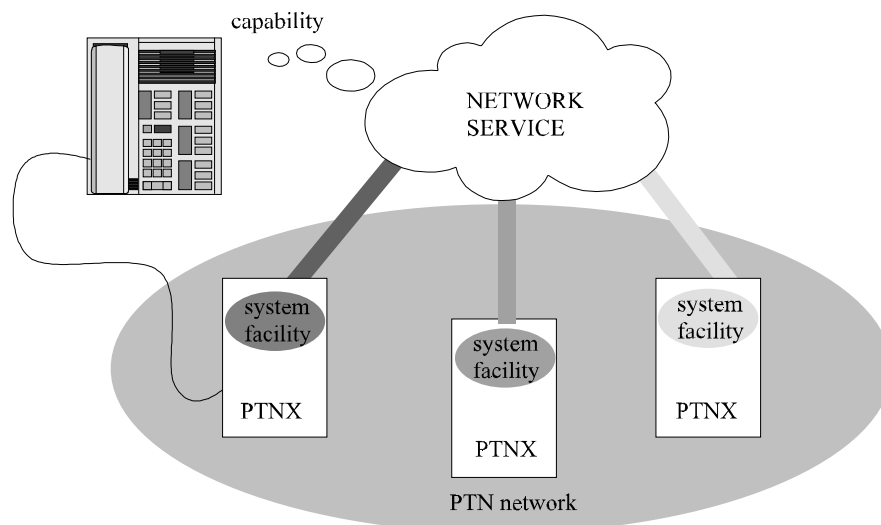 capability
NETWORK
SERVICE
system
facility
PTNX
system
facility
PTNX
system
facility
PTNX
PTN network